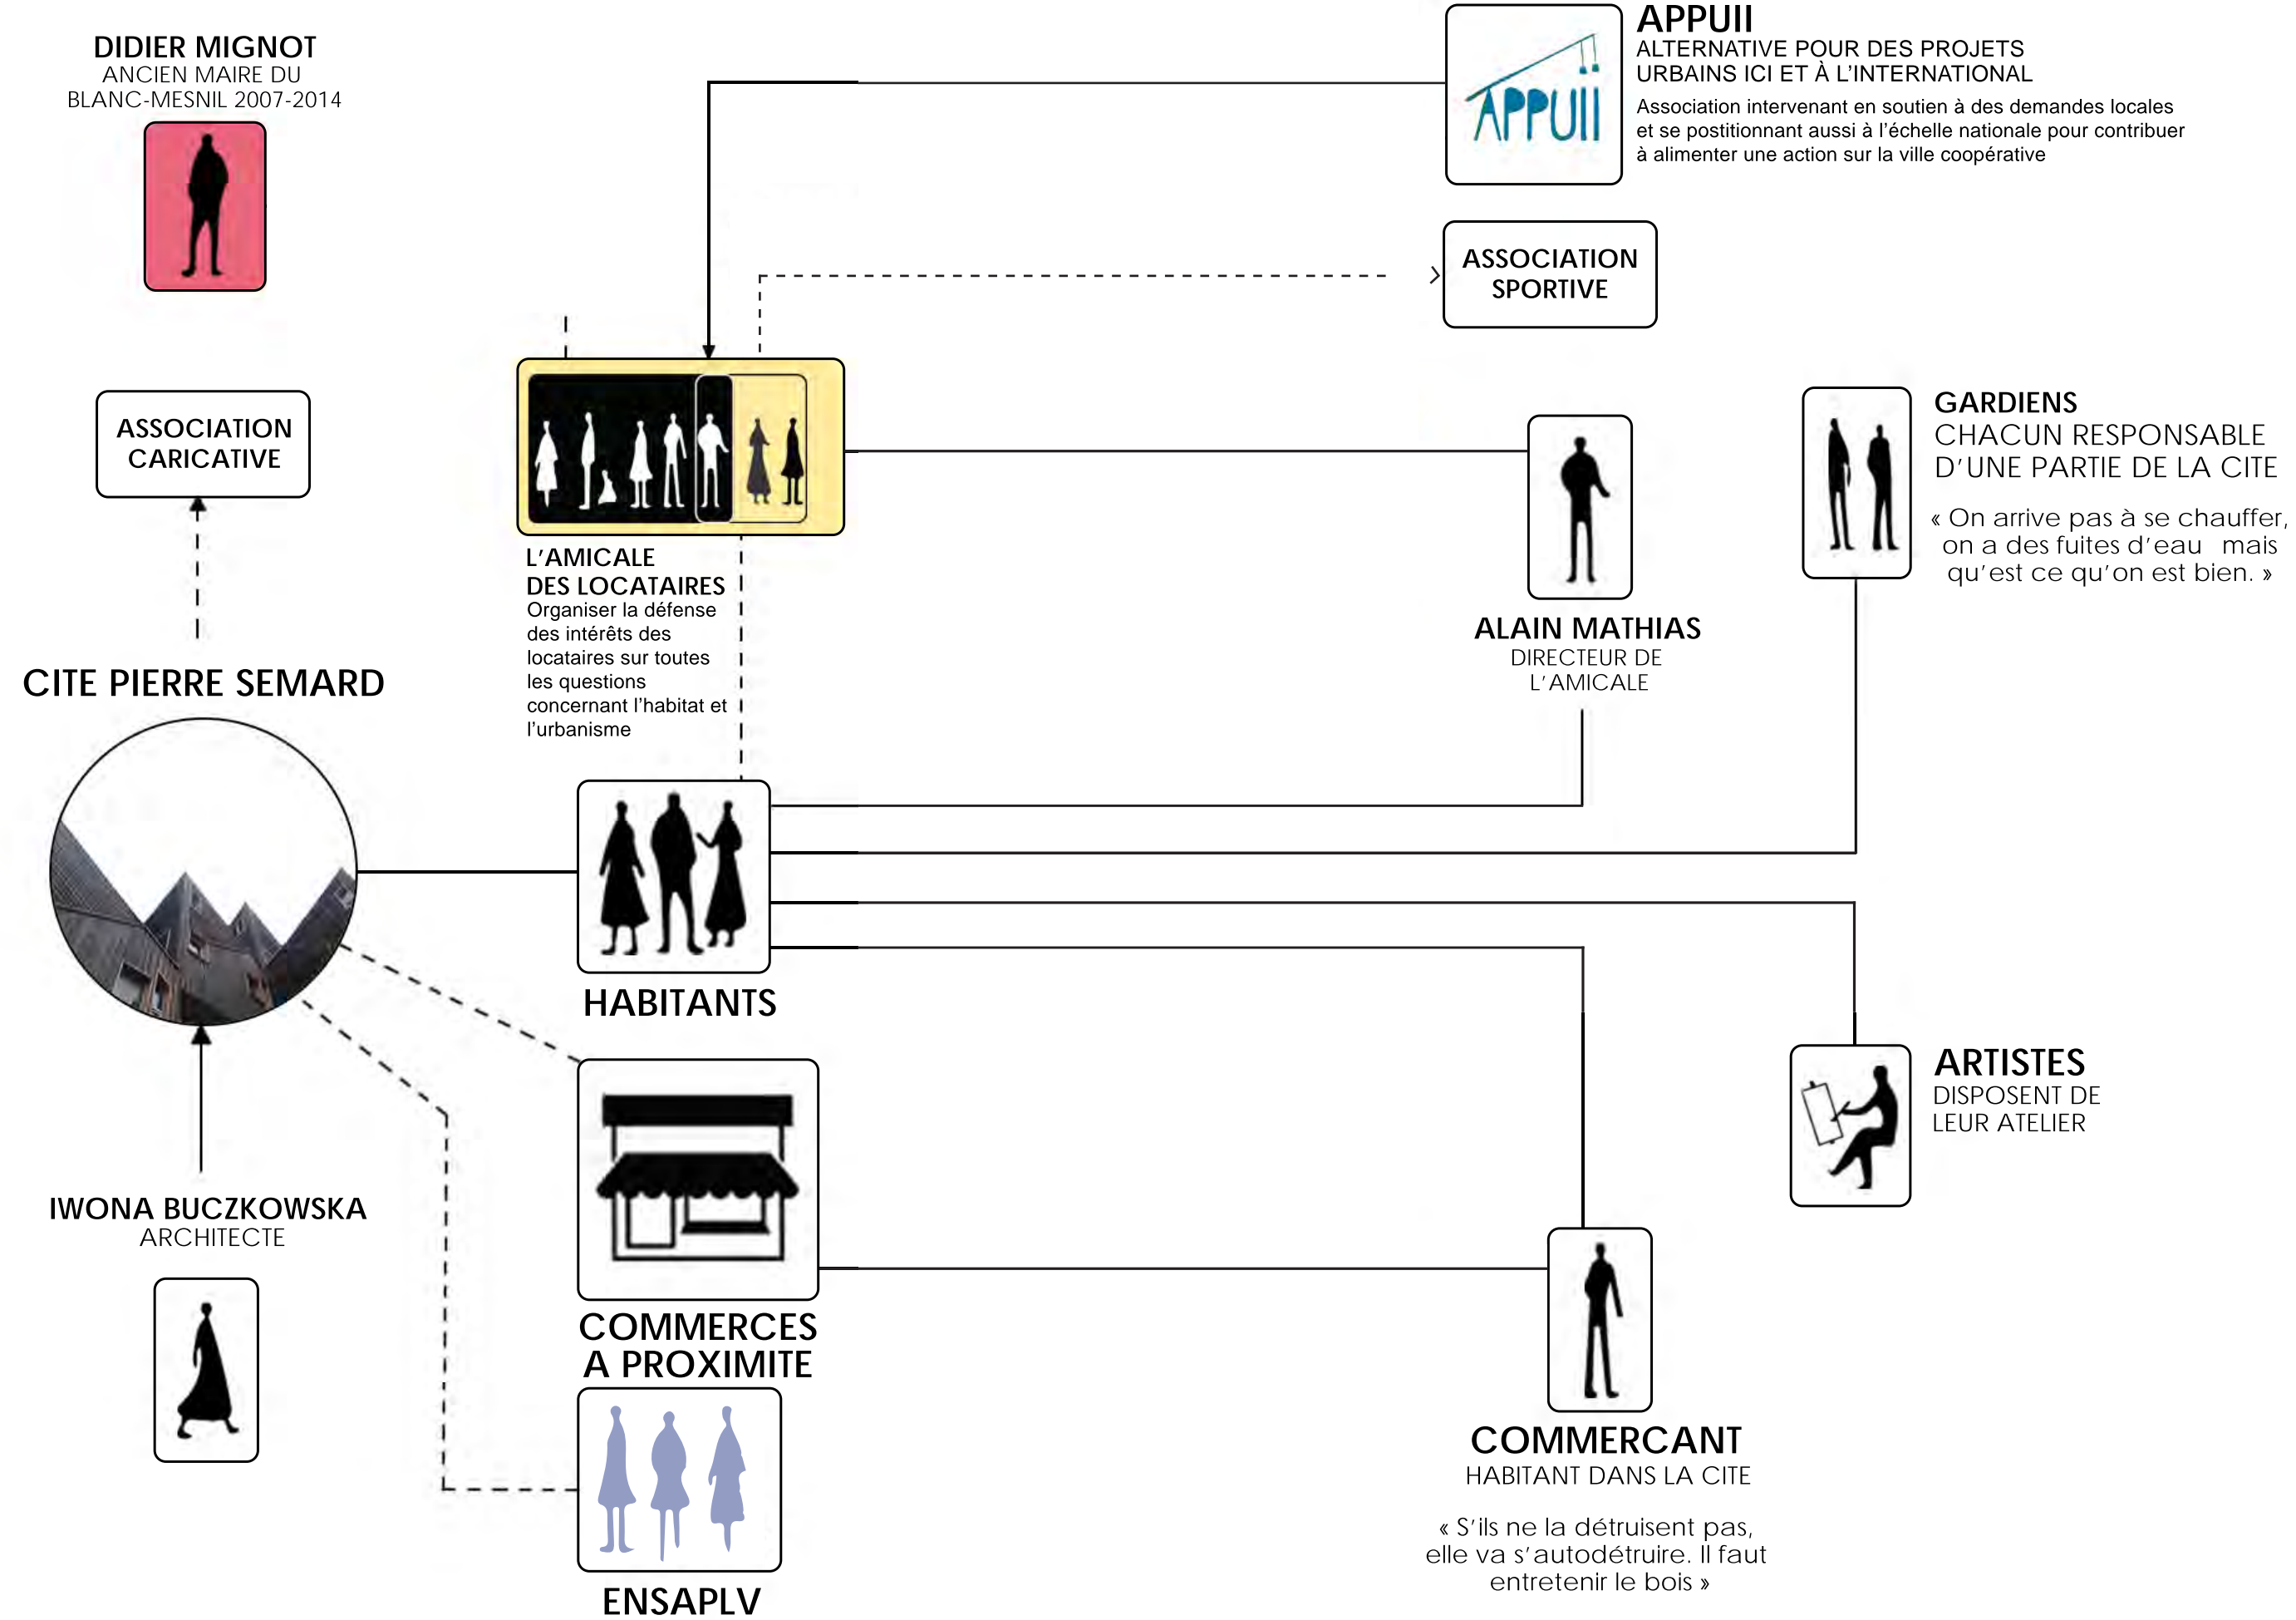 DIDIER MIGNOT
ANCIEN MAIRE DU
BLANC-MESNIL 2007-2014
APPUII
APPUII
ALTERNATIVE POUR DES PROJETS
URBAINS ICI ET À L'INTERNATIONAL
Association intervenant en soutien à des demandes locales
et se postitionnant aussi à l'échelle nationale pour contribuer
à alimenter une action sur la ville coopérative
ASSOCIATION
SPORTIVE
ASSOCIATION
CARICATIVE
GARDIENS
CHACUN RESPONSABLE
D'UNE PARTIE DE LA CITE
« On arrive pas à se chauffer,
on a des fuites d'eau mais
qu'est ce qu'on est bien. »
L'AMICALE
DES LOCATAIRES
Organiser la défense
des intérêts des
locataires sur toutes
les questions
concernant l'habitat et
l'urbanisme
ALAIN MATHIAS
DIRECTEUR DE
L'AMICALE
CITE PIERRE SEMARD
HABITANTS
ARTISTES
DISPOSENT DE
LEUR ATELIER
IWONA BUCZKOWSKA
ARCHITECTE
COMMERCES
A PROXIMITE
COMMERCANT
HABITANT DANS LA CITE
« S'ils ne la détruisent pas,
elle va s'autodétruire. Il faut
entretenir le bois »
ENSAPLV